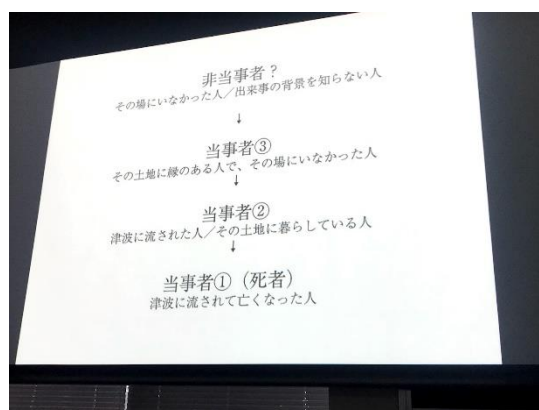 非当事者？
その場にいなかった人／出来事の背景を知らない人
↓
当事者③
その土地に縁のある人で、その場にいなかった人
↓
当事者②
津波に流された人／その土地に暮らしている人
↓
当事者①（死者）
津波に流されて亡くなった人